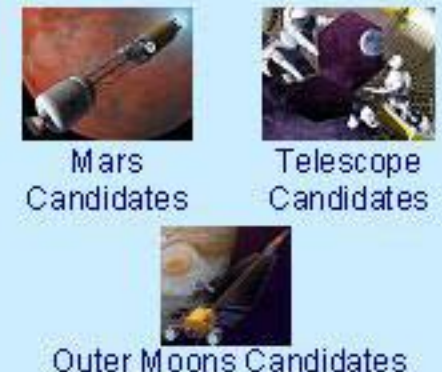 Mars
Candidates
Telescope
Candidates
Outer Moons Candidates